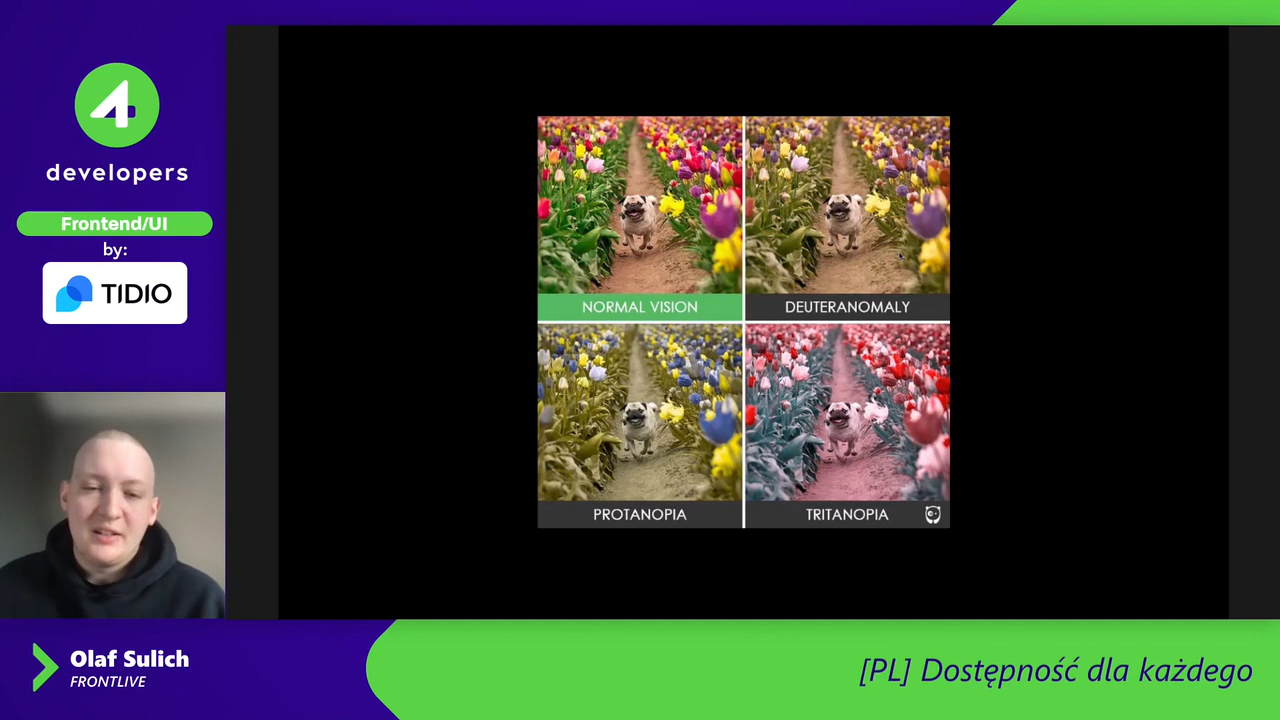 4
developers
Frontend/UI
by:
TIDIO
NORMAL VISION
DEUTERANOMALY
PROTANOPIA
TRITANOPIA
Olaf Sulich
FRONTLIVE
[PL] Dostępność dla każdego